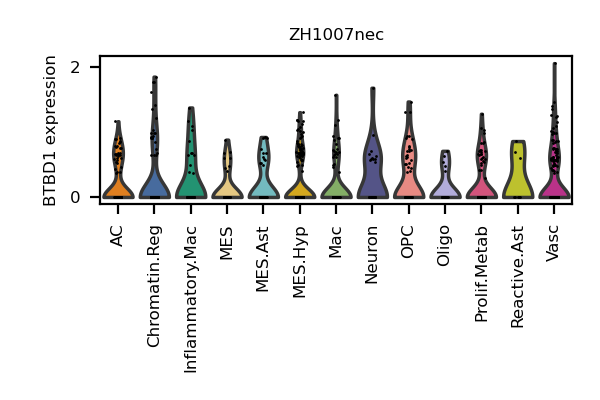 ZH1007nec
BTBD1 expression
2
0
AC
Chromatin.Reg
Inflammatory.Mac
MES
MES.Ast
MES.Hyp
Mac
Neuron
OPC
Oligo
Prolif.Metab
Reactive.Ast
Vasc